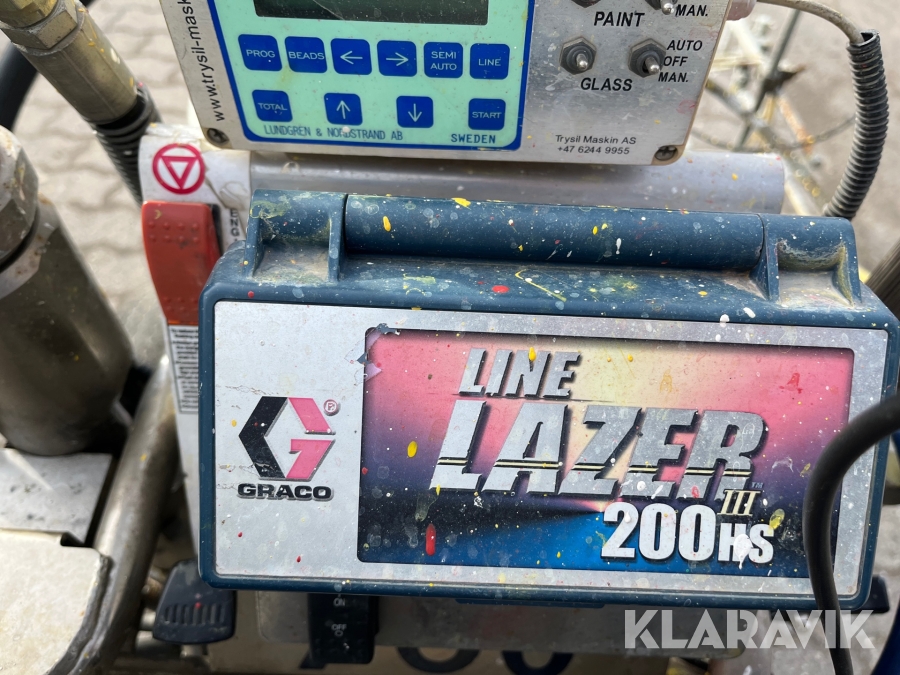 www.trysil-mask
PAINT
MAN.
PROG BEADS SEMI AUTO LINE
GLASS
AUTO
OFF
MAN.
TOTAL START
LUNDGREN & NORDSTRAND AB SWEDEN
Trysil Maskin AS
+47 6244 9955
LINE
LAZER™
III
200HS
GRACO
ON
OFF
KLARAVIK